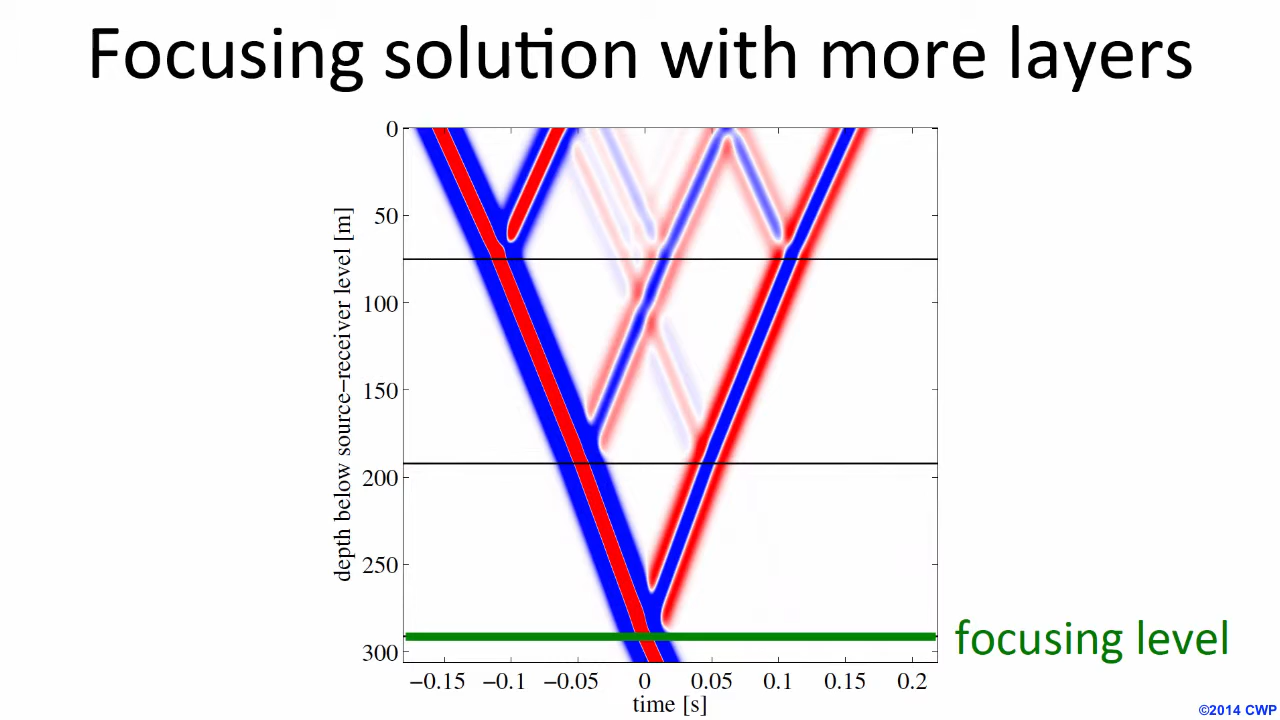 Focusing solution with more layers
0
50
100
150
200
250
300
depth below source−receiver level [m]
focusing level
−0.15 −0.1 −0.05 0 0.05 0.1 0.15 0.2
time [s]
©2014 CWP